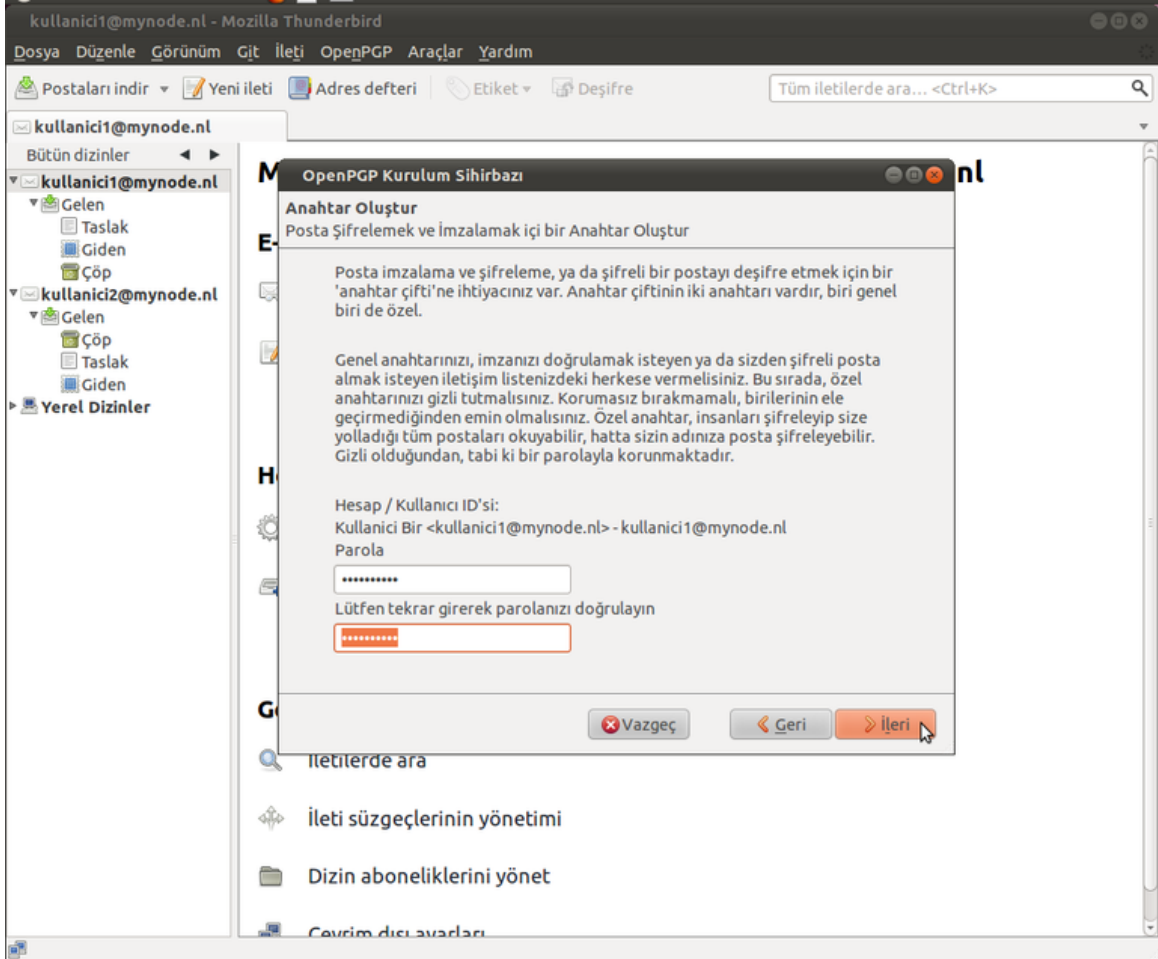 kullanici1@mynode.nl - Mozilla Thunderbird
Dosya Düzenle Görünüm Git İleti OpenPGP Araçlar Yardım
Postaları indir Yeni ileti Adres defteri Etiket Deşifre Tüm iletilerde ara... <Ctrl+K>
kullanici1@mynode.nl
Bütün dizinler
kullanici1@mynode.nl
Gelen
Taslak
Giden
Çöp
kullanici2@mynode.nl
Gelen
Çöp
Taslak
Giden
Yerel Dizinler
M
nl
E-
H
G
OpenPGP Kurulum Sihirbazı
Anahtar Oluştur
Posta Şifrelemek ve İmzalamak içi bir Anahtar Oluştur
Posta imzalama ve şifreleme, ya da şifreli bir postayı deşifre etmek için bir
'anahtar çifti'ne ihtiyacınız var. Anahtar çiftinin iki anahtarı vardır, biri genel
biri de özel.
Genel anahtarınızı, imzanızı doğrulamak isteyen ya da sizden şifreli posta
almak isteyen iletişim listenizdeki herkese vermelisiniz. Bu sırada, özel
anahtarınızı gizli tutmalısınız. Korumasız bırakmamalı, birilerinin ele
geçirmediğinden emin olmalısınız. Özel anahtar, insanları şifreleyip size
yolladığı tüm postaları okuyabilir, hatta sizin adınıza posta şifreleyebilir.
Gizli olduğundan, tabi ki bir parolayla korunmaktadır.
Hesap / Kullanıcı ID'si:
Kullanici Bir <kullanici1@mynode.nl> - kullanici1@mynode.nl
Parola
Lütfen tekrar girerek parolanızı doğrulayın
Vazgeç Geri İleri
İletilerde ara
İleti süzgeçlerinin yönetimi
Dizin aboneliklerini yönet
Çevrim dışı ayarları